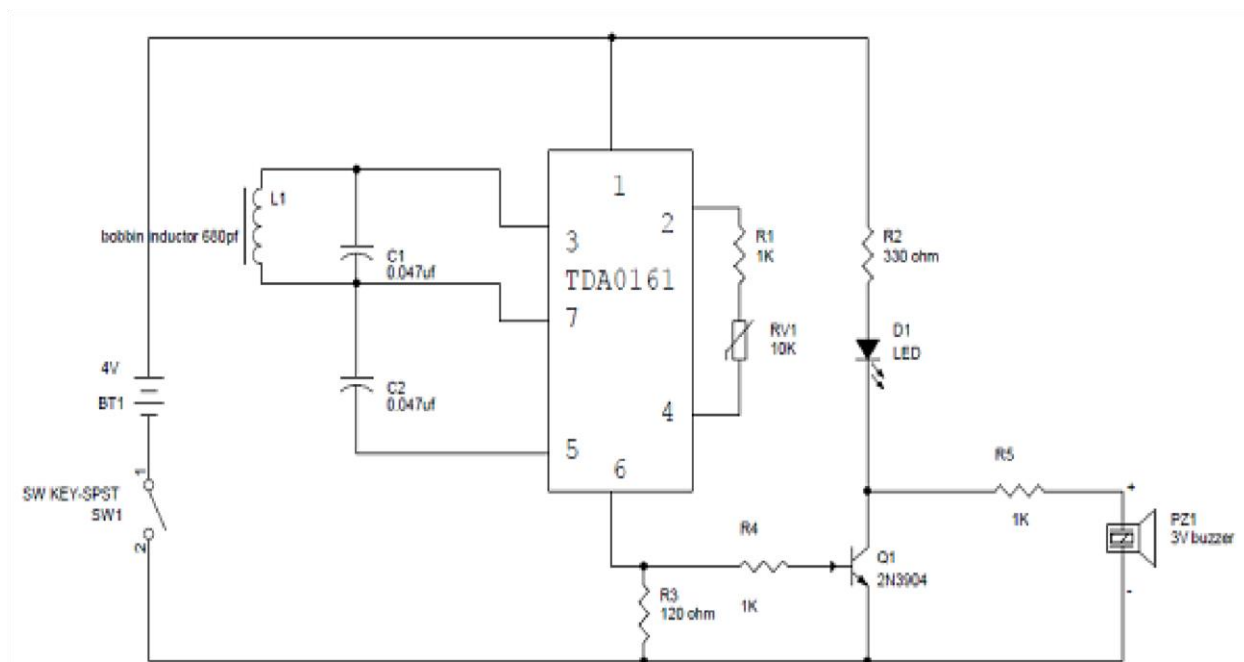 L1
bobbin inductor 680pf
C1
0.047uf
C2
0.047uf
4V
BT1
1
SW KEY-SPST
SW1
2
1
2
3
TDA0161
7
4
5
6
R1
1K
RV1
10K
R2
330 ohm
D1
LED
R3
120 ohm
R4
1K
Q1
2N3904
R5
1K
+
PZ1
3V buzzer
-